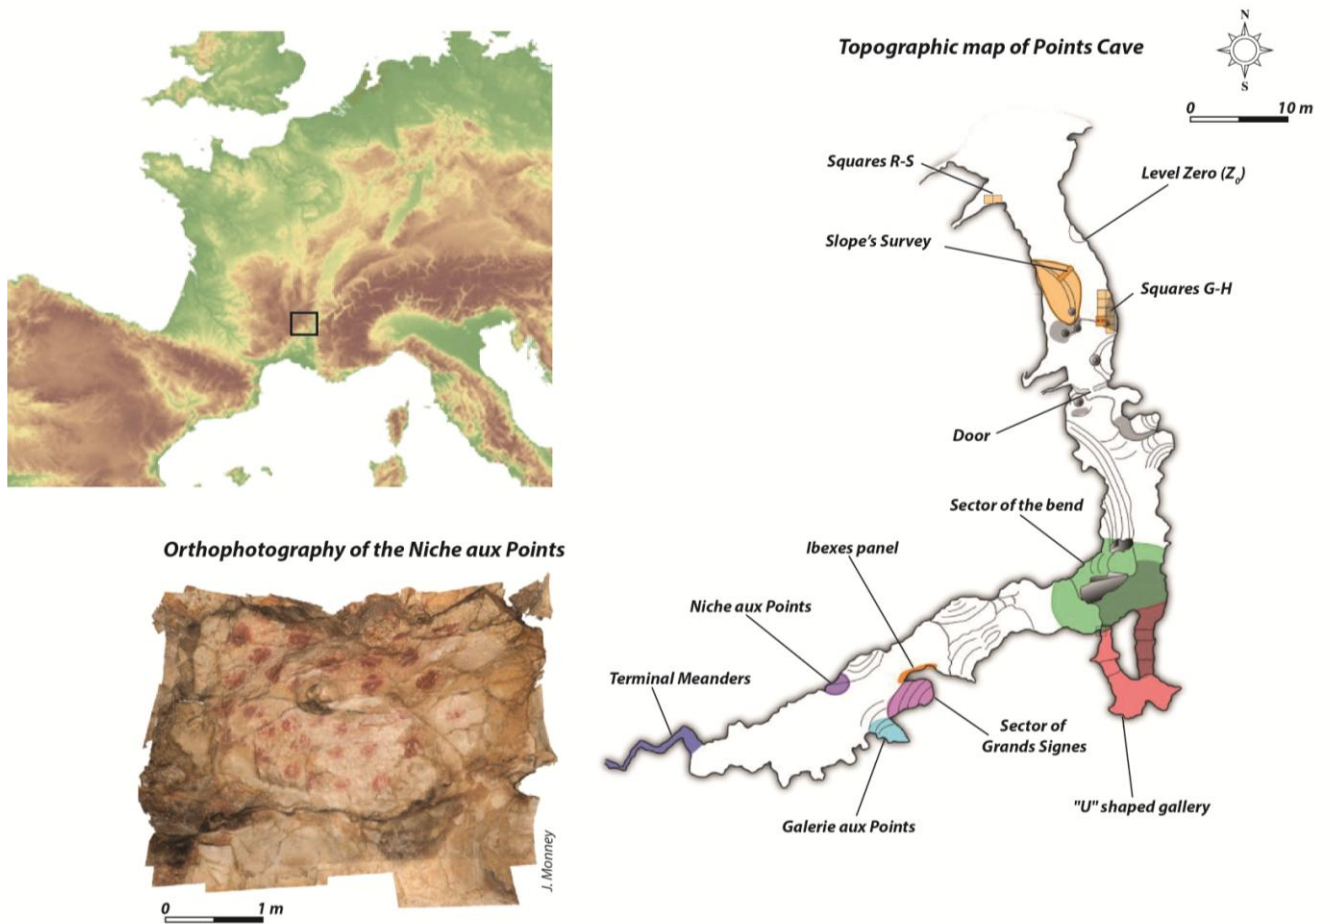 Topographic map of Points Cave
N
S
0 10 m
Squares R-S
Level Zero (Z₀)
Slope's Survey
Squares G-H
Door
Sector of the bend
Ibexes panel
Niche aux Points
Terminal Meanders
Sector of
Grands Signes
Galerie aux Points
"U" shaped gallery
Orthophotography of the Niche aux Points
J. Monney
0 1 m